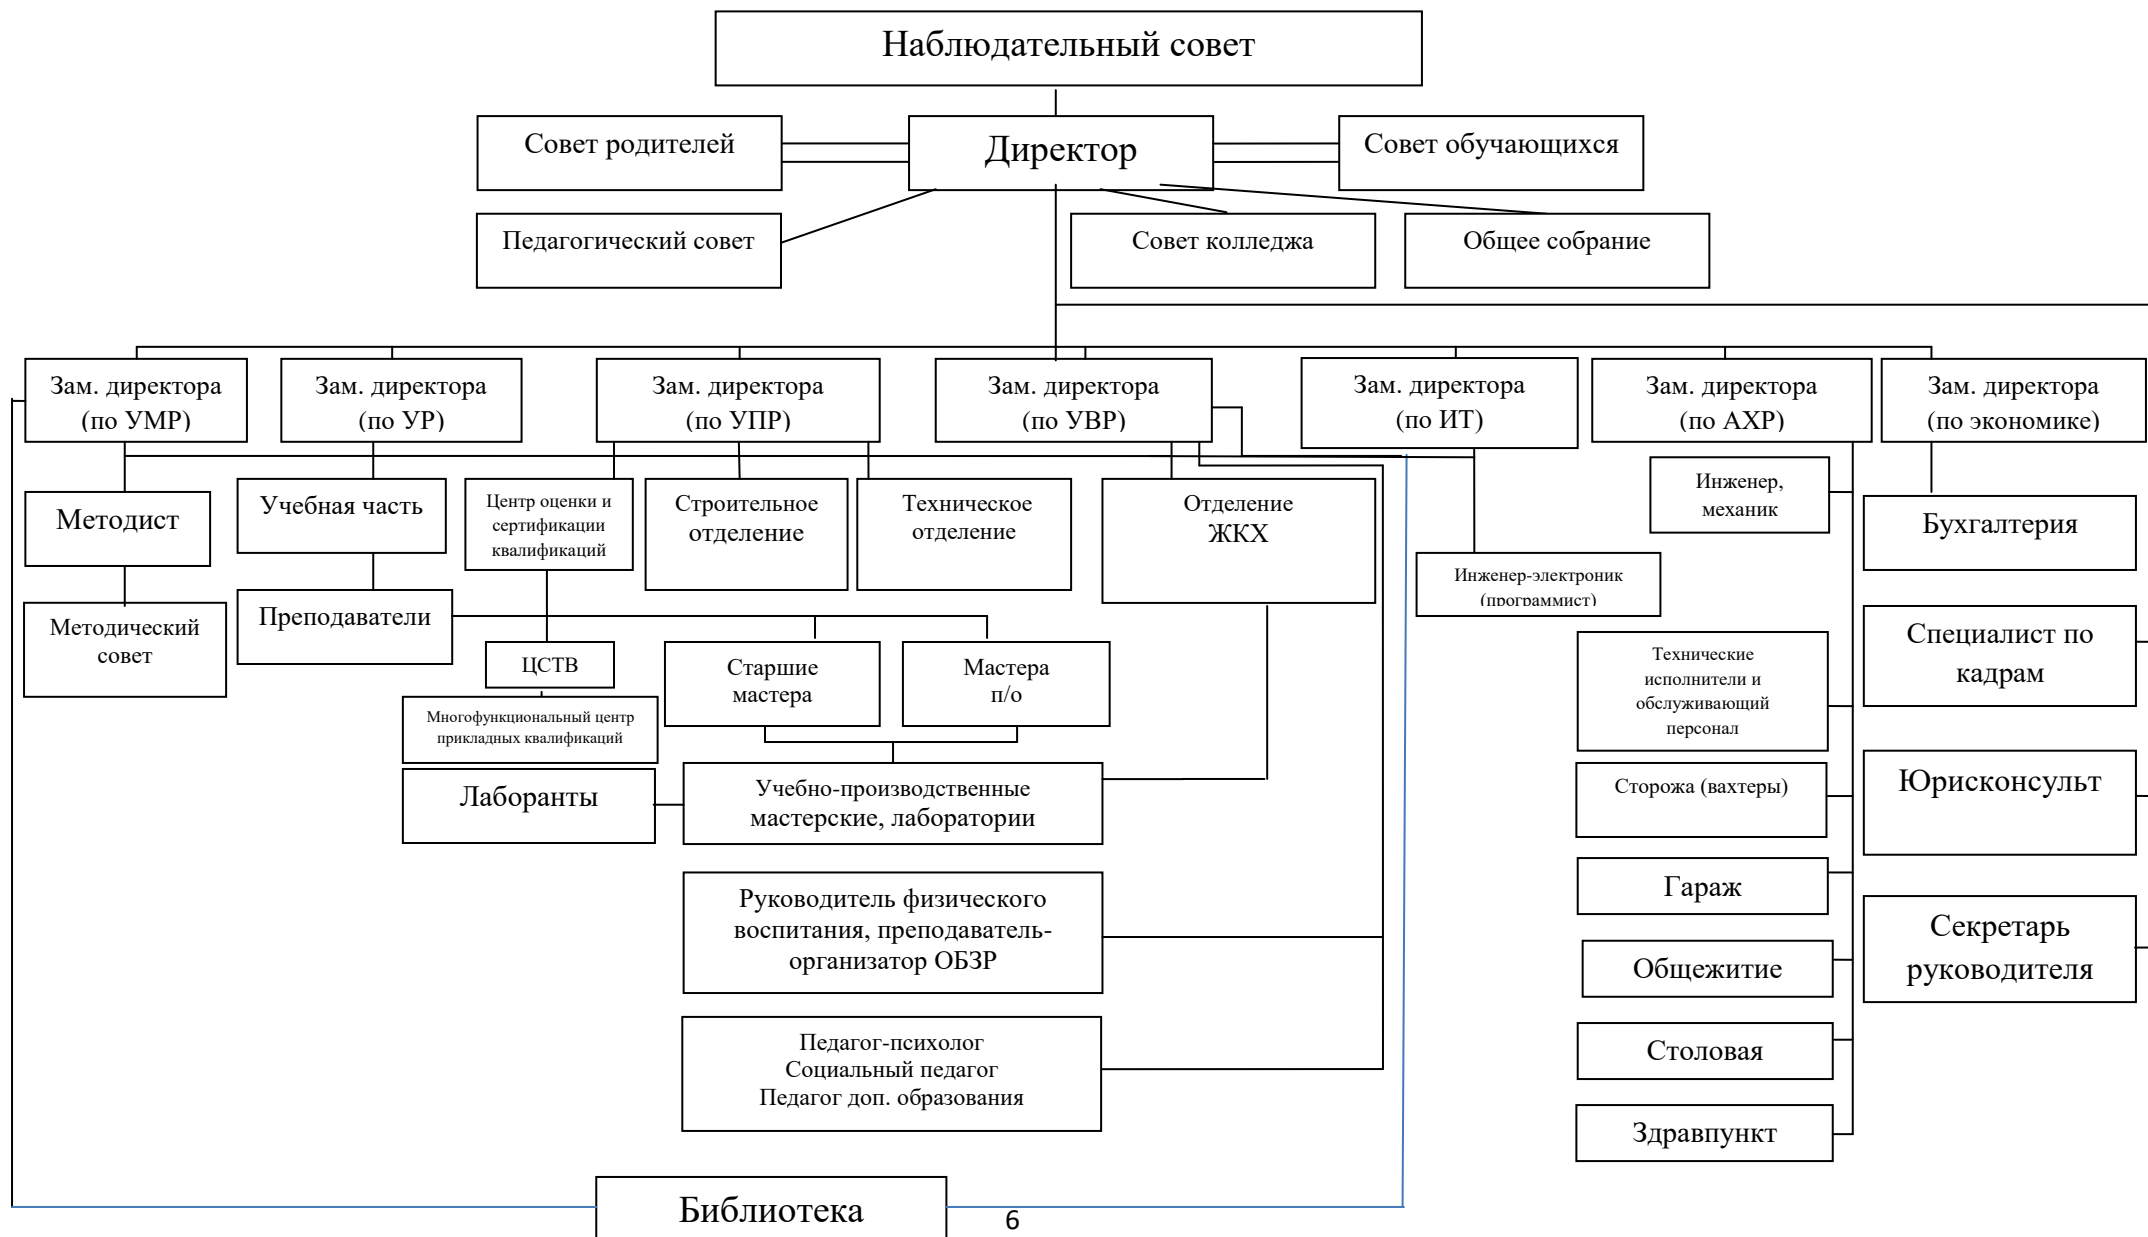 Наблюдательный совет
Совет родителей
Директор
Совет обучающихся
Педагогический совет
Совет колледжа
Общее собрание
Зам. директора
(по УМР)
Зам. директора
(по УР)
Зам. директора
(по УПР)
Зам. директора
(по УВР)
Зам. директора
(по ИТ)
Зам. директора
(по АХР)
Зам. директора
(по экономике)
Методист
Учебная часть
Центр оценки и
сертификации
квалификаций
Строительное
отделение
Техническое
отделение
Отделение
ЖКХ
Инженер,
механик
Бухгалтерия
Инженер-электроник
(программист)
Методический
совет
Преподаватели
ЦСТВ
Старшие
мастера
Мастера
п/о
Технические
исполнители и
обслуживающий
персонал
Специалист по
кадрам
Многофункциональный центр
прикладных квалификаций
Лаборанты
Учебно-производственные
мастерские, лаборатории
Сторожа (вахтеры)
Юрисконсульт
Гараж
Руководитель физического
воспитания, преподаватель-
организатор ОБЗР
Общежитие
Секретарь
руководителя
Педагог-психолог
Социальный педагог
Педагог доп. образования
Столовая
Здравпункт
Библиотека
6